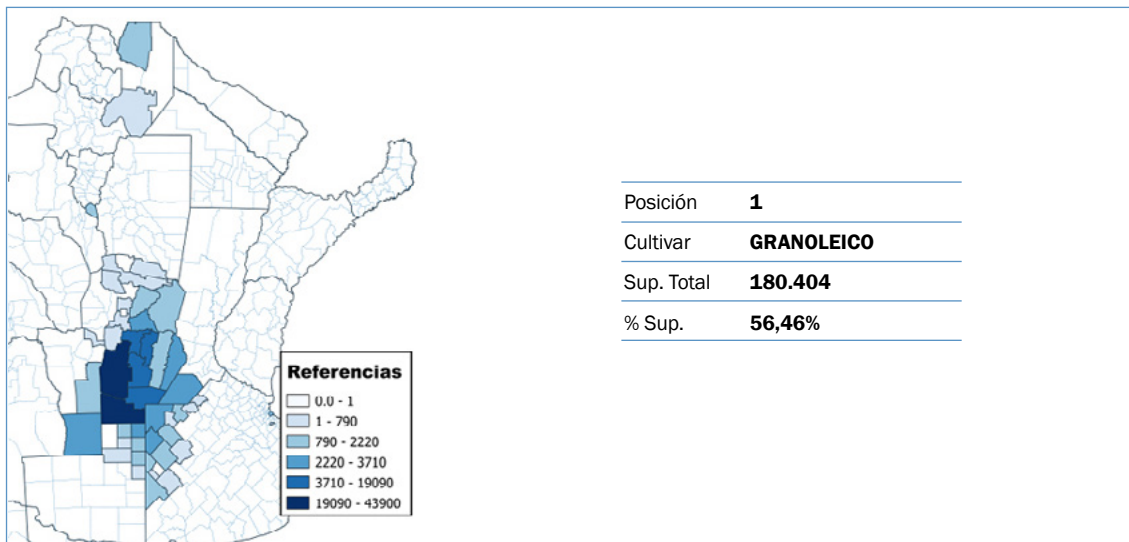 Referencias
0.0 - 1
1 - 790
790 - 2220
2220 - 3710
3710 - 19090
19090 - 43900
Posición 1
Cultivar GRANOLEICO
Sup. Total 180.404
% Sup. 56,46%